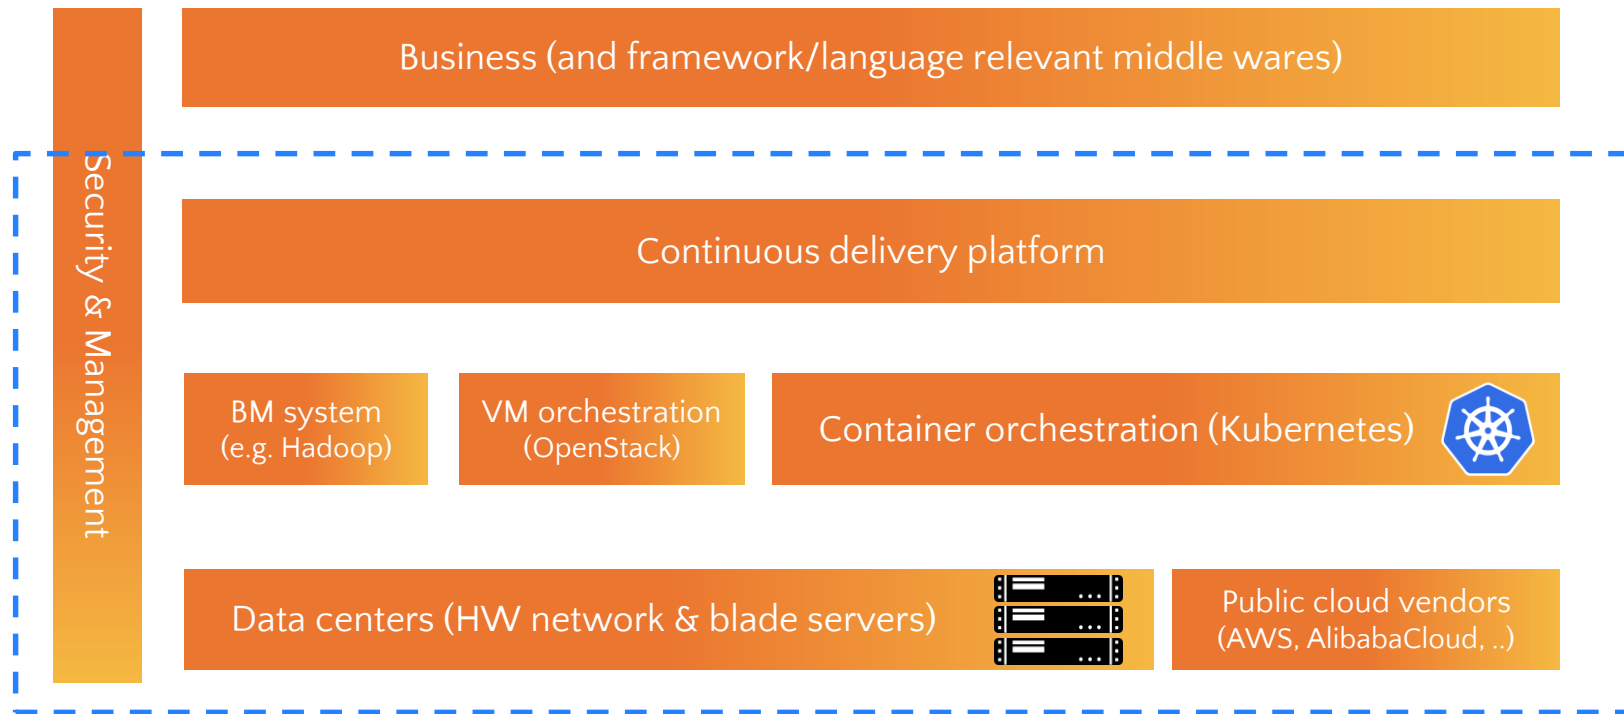 Business (and framework/language relevant middle wares)
Security & Management
Continuous delivery platform
BM system
(e.g. Hadoop)
VM orchestration
(OpenStack)
Container orchestration (Kubernetes)
Data centers (HW network & blade servers)
Public cloud vendors
(AWS, AlibabaCloud, ..)